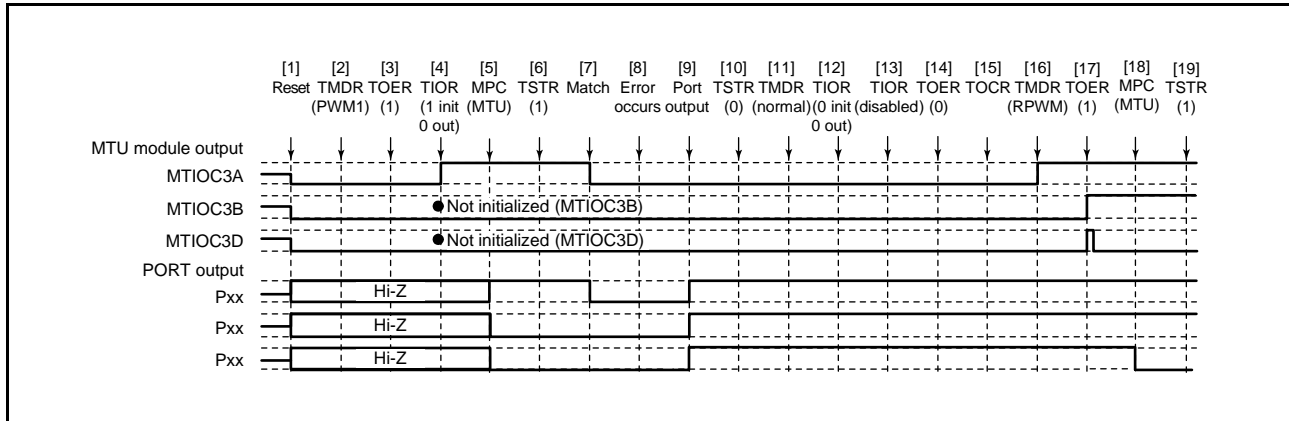 [1] [2] [3] [4] [5] [6] [7] [8] [9] [10] [11] [12] [13] [14] [15] [16] [17] [18] [19]
Reset TMDR TOER TIOR MPC TSTR Match Error Port TSTR TMDR TIOR TIOR TOER TOCR TMDR TOER MPC TSTR
(PWM1) (1) (1 init (MTU) (1) occurs output (0) (normal) (0 init (disabled) (0) (RPWM) (1) (MTU) (1)
0 out) 0 out)
MTU module output
MTIOC3A
MTIOC3B Not initialized (MTIOC3B)
MTIOC3D Not initialized (MTIOC3D)
PORT output
Pxx Hi-Z
Pxx Hi-Z
Pxx Hi-Z